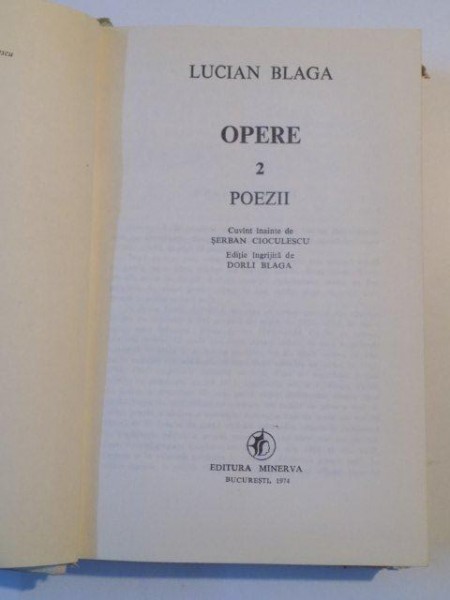 LUCIAN BLAGA
OPERE
2
POEZII
Cuvînt înainte de
ŞERBAN CIOCULESCU
Ediţie îngrijită de
DORLI BLAGA
EDITURA MINERVA
BUCUREŞTI, 1974